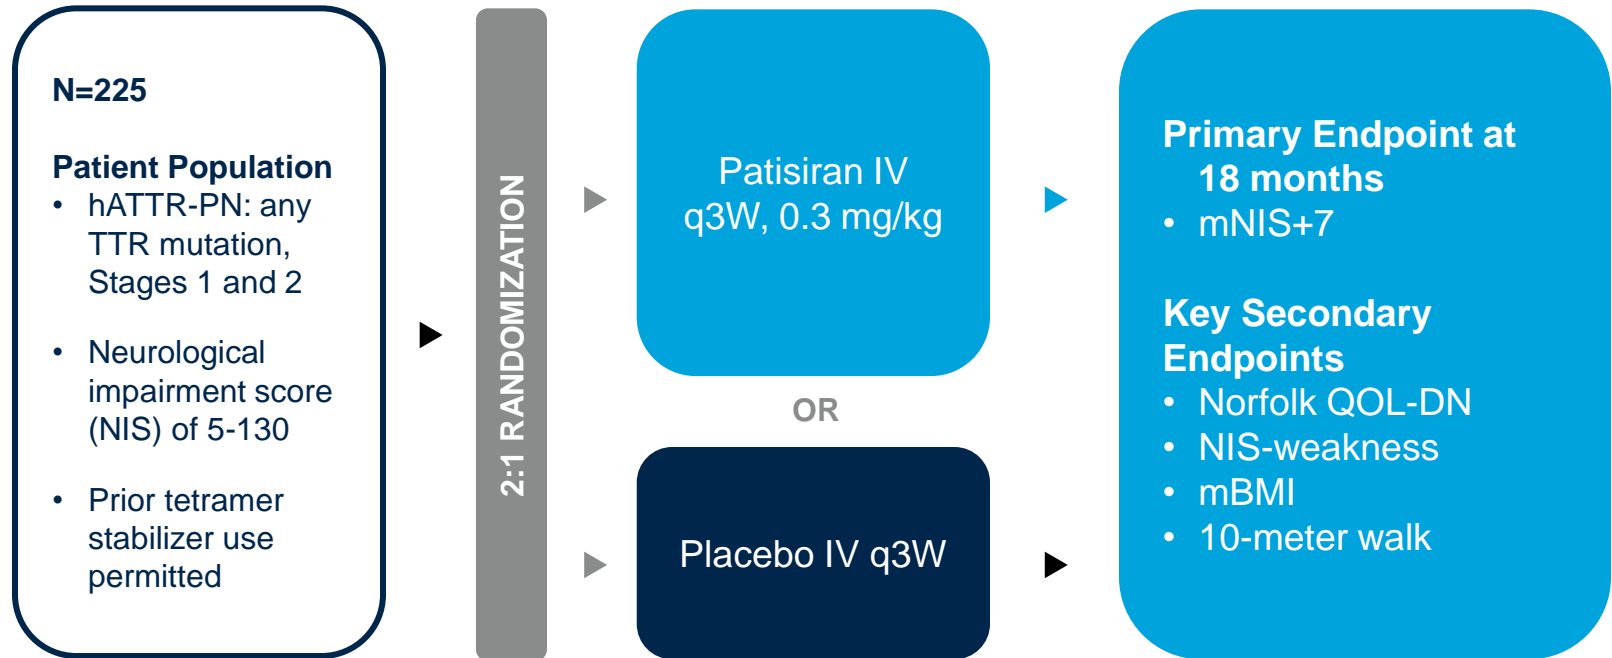 N=225
Patient Population
• hATTR-PN: any
TTR mutation,
Stages 1 and 2
• Neurological
impairment score
(NIS) of 5-130
• Prior tetramer
stabilizer use
permitted
2:1 RANDOMIZATION
Patisiran IV
q3W, 0.3 mg/kg
OR
Placebo IV q3W
Primary Endpoint at
18 months
• mNIS+7
Key Secondary
Endpoints
• Norfolk QOL-DN
• NIS-weakness
• mBMI
• 10-meter walk